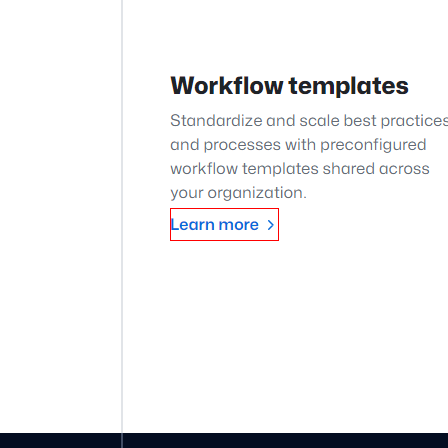 Workflow templates
Standardize and scale best practices
and processes with preconfigured
workflow templates shared across
your organization.
Learn more